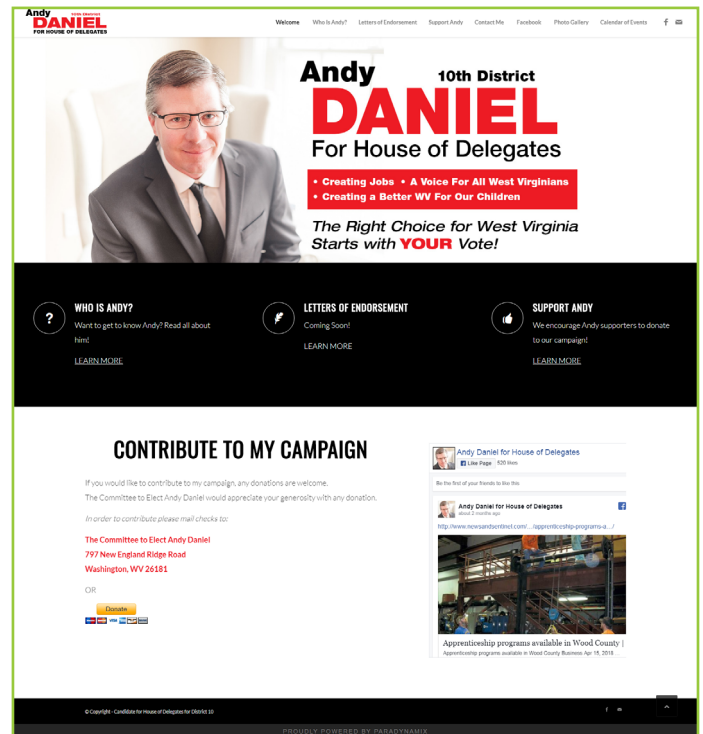 Andy 10th District
DANIEL
FOR HOUSE OF DELEGATES
Welcome Who Is Andy? Letters of Endorsement Support Andy Contact Me Facebook Photo Gallery Calendar of Events
Andy 10th District
DANIEL
For House of Delegates
• Creating Jobs • A Voice For All West Virginians
• Creating a Better WV For Our Children
The Right Choice for West Virginia
Starts with YOUR Vote!
WHO IS ANDY?
Want to get to know Andy? Read all about
him!
LEARN MORE
LETTERS OF ENDORSEMENT
Coming Soon!
LEARN MORE
SUPPORT ANDY
We encourage Andy supporters to donate
to our campaign!
LEARN MORE
CONTRIBUTE TO MY CAMPAIGN
If you would like to contribute to my campaign, any donations are welcome.
The Committee to Elect Andy Daniel would appreciate your generosity with any donation.
In order to contribute please mail checks to:
The Committee to Elect Andy Daniel
797 New England Ridge Road
Washington, WV 26181
OR
Donate
VISA
Andy Daniel for House of Delegates
Like Page 526 likes
Be the first of your friends to like this
Andy Daniel for House of Delegates
about 2 months ago
http://www.newsandsentinel.com/.../apprenticeship-programs-a.../
Apprenticeship programs available in Wood County |
Apprenticeship programs available in Wood County Business Apr 15, 2018 ...
© Copyright - Candidate for House of Delegates for District 10
PROUDLY POWERED BY PARADYNAMIX